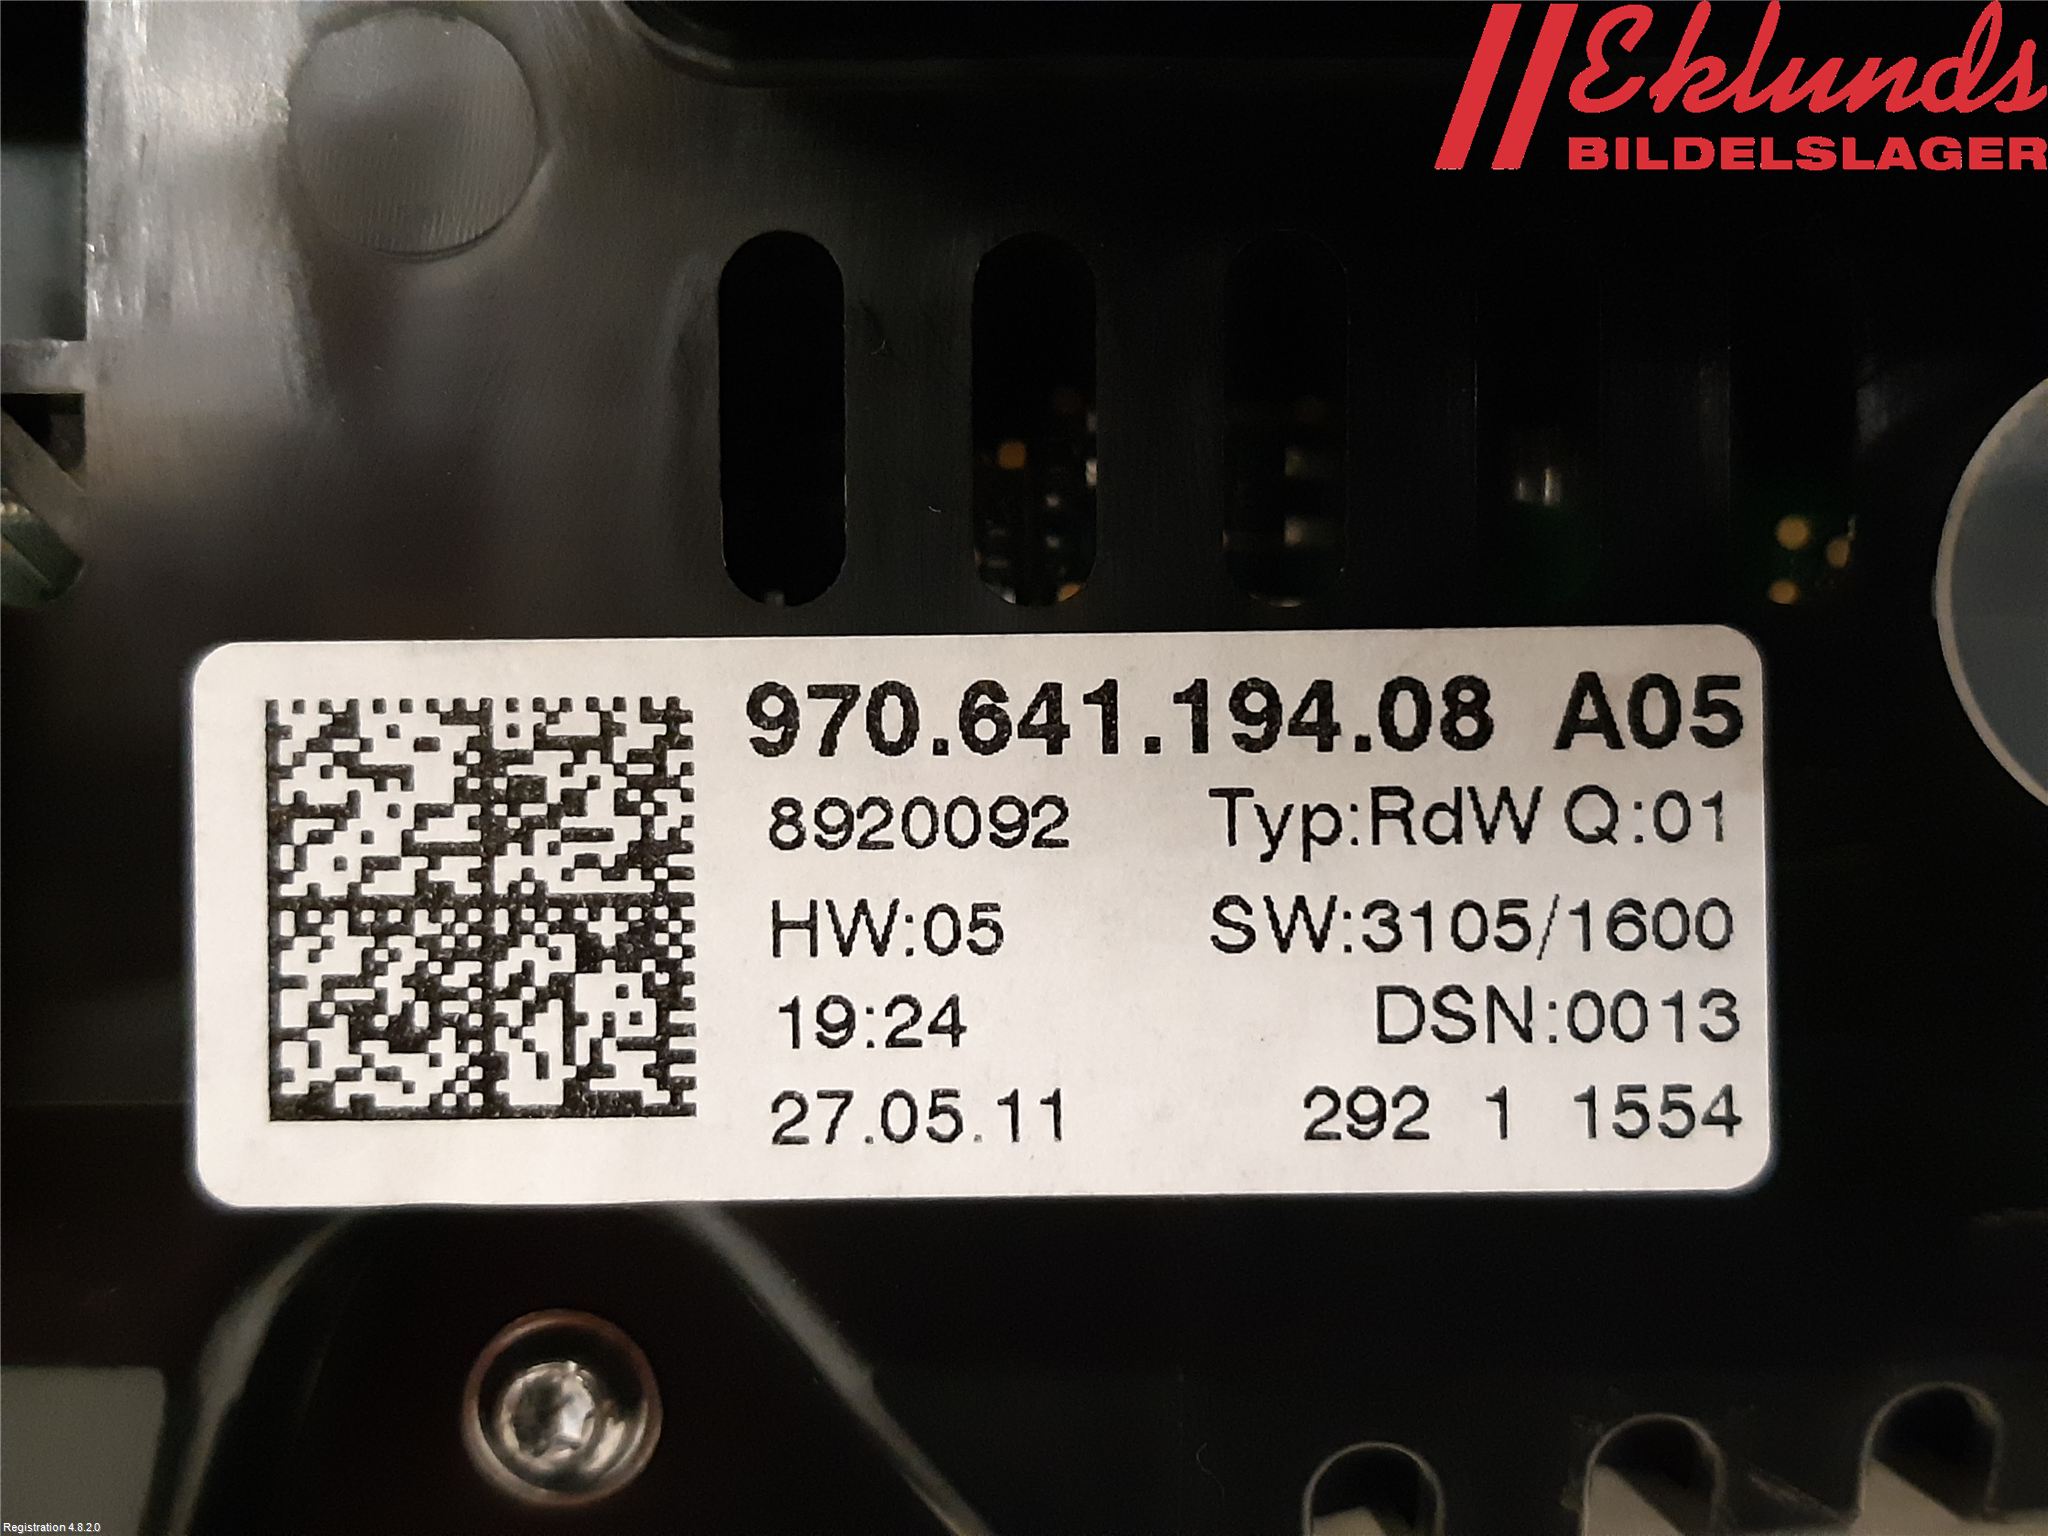 Eklunds
BILDELSLAGER
970.641.194.08 A05
8920092 Typ:RdW Q:01
HW:05 SW:3105/1600
19:24 DSN:0013
27.05.11 292 1 1554
Registration 4.8.2.0